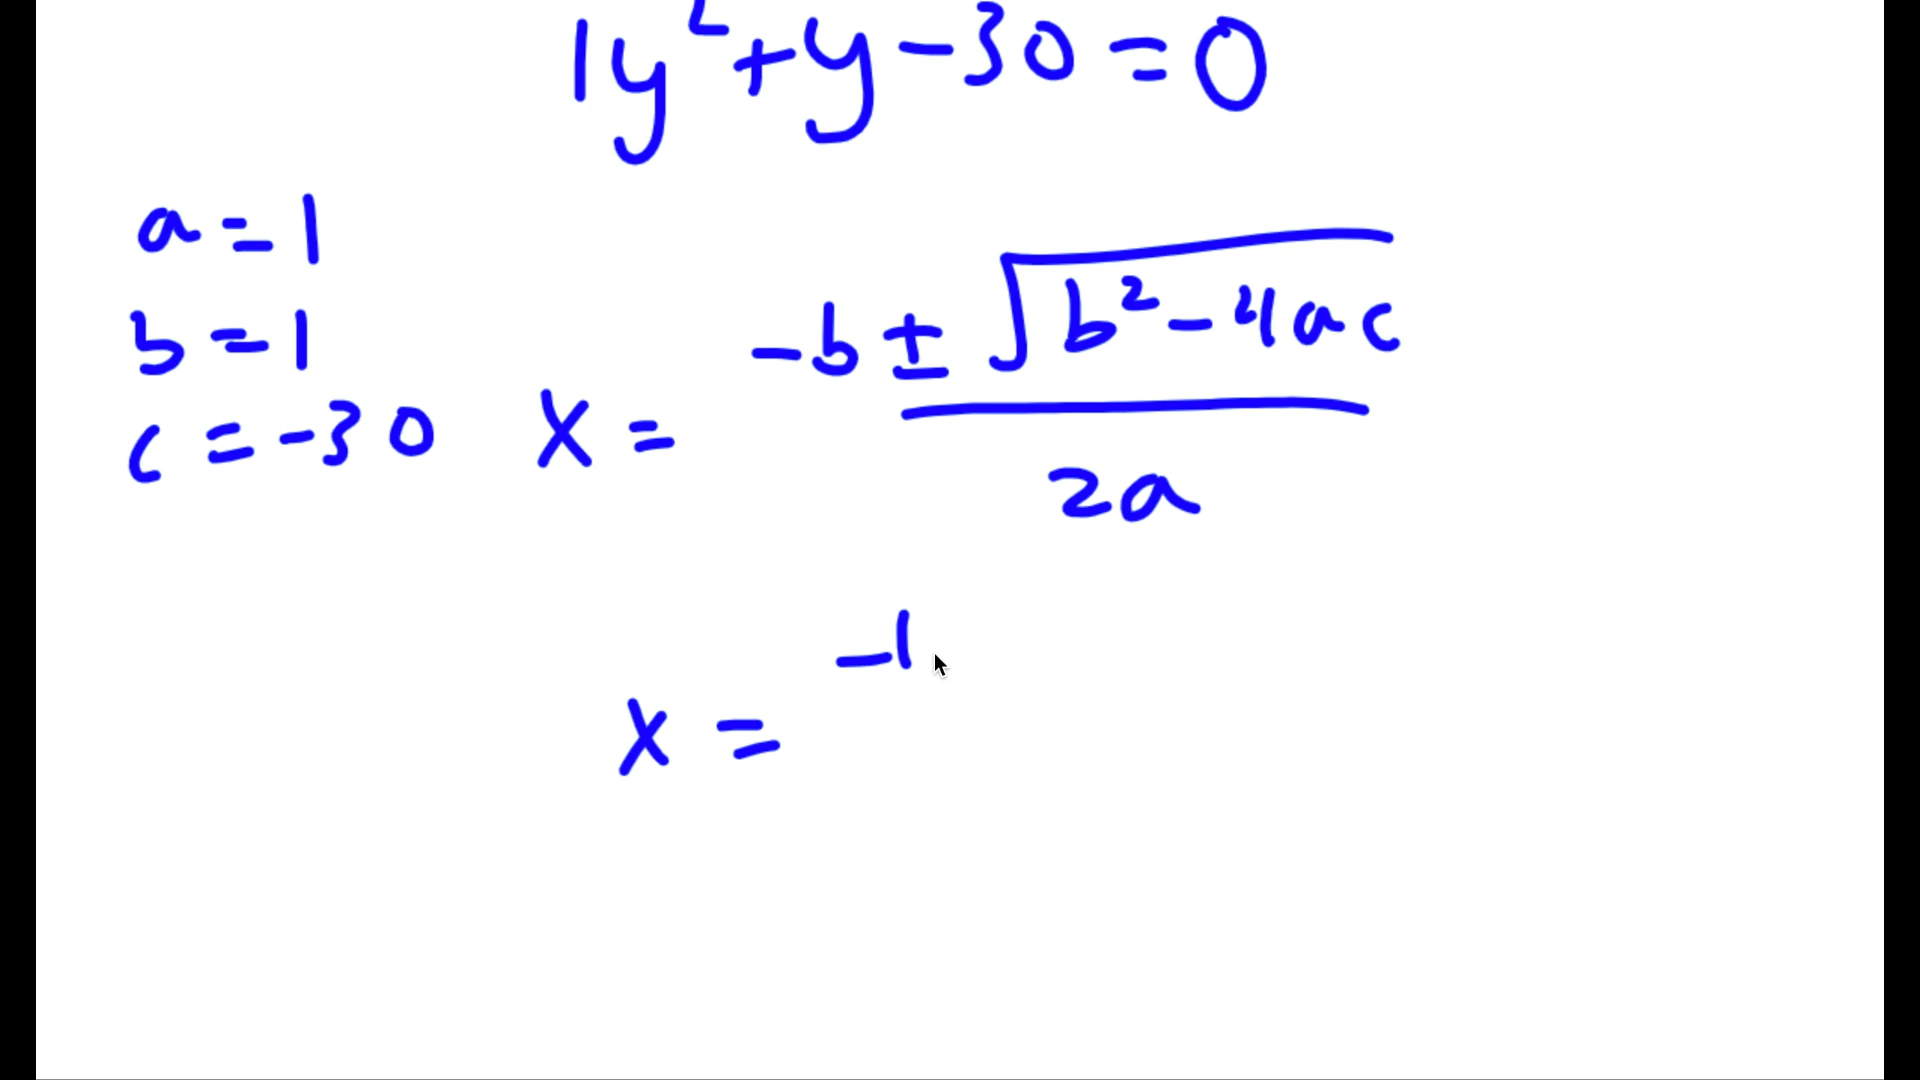 1y²+y-30=0
a=1
b=1
c=-30
X = -b ± √b²-4ac
2a
x = -1